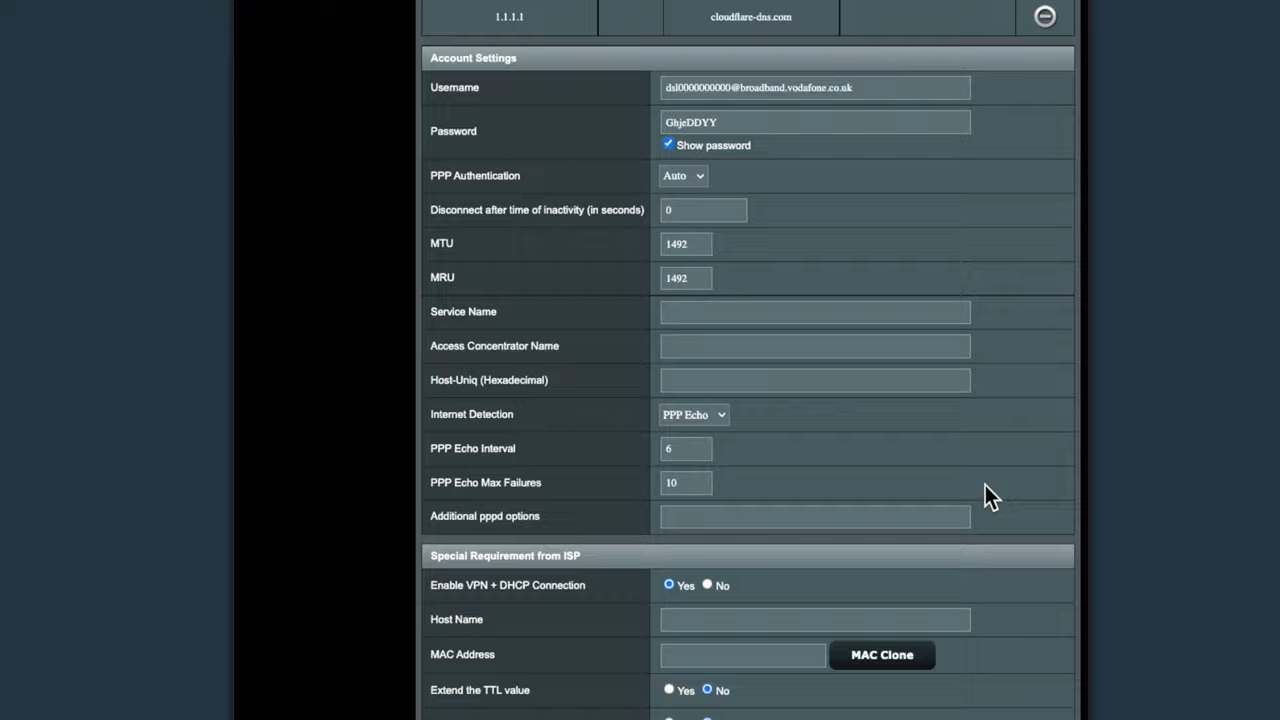 1.1.1.1 cloudflare-dns.com
Account Settings
Username dsl0000000000@broadband.vodafone.co.uk
Password GhjeDDYY
Show password
PPP Authentication Auto
Disconnect after time of inactivity (in seconds) 0
MTU 1492
MRU 1492
Service Name
Access Concentrator Name
Host-Uniq (Hexadecimal)
Internet Detection PPP Echo
PPP Echo Interval 6
PPP Echo Max Failures 10
Additional pppd options
Special Requirement from ISP
Enable VPN + DHCP Connection Yes No
Host Name
MAC Address MAC Clone
Extend the TTL value Yes No